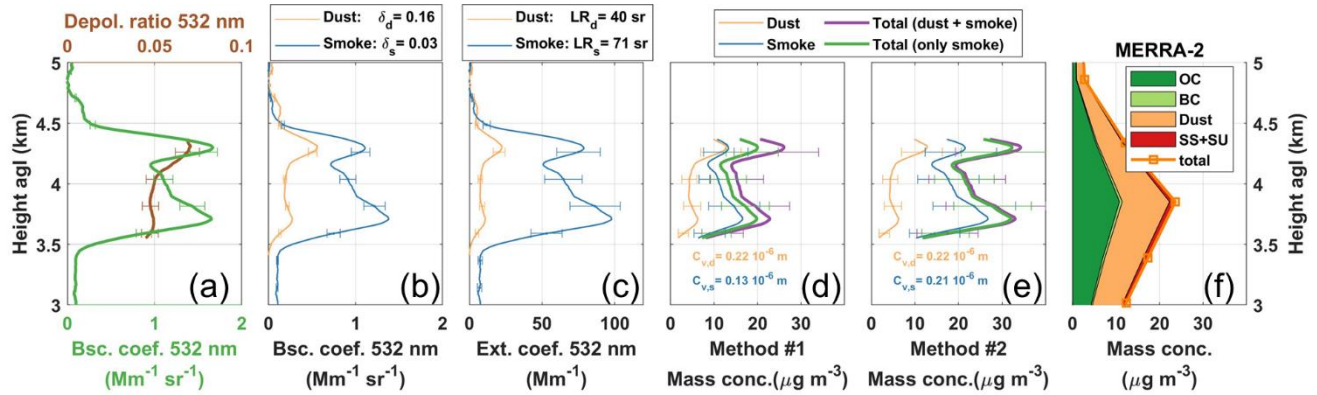 Depol. ratio 532 nm
0 0.05 0.1
Dust: δd= 0.16
Smoke: δs= 0.03
Dust: LRd= 40 sr
Smoke: LRs= 71 sr
Dust
Smoke
Total (dust + smoke)
Total (only smoke)
MERRA-2
OC
BC
Dust
SS+SU
total
Height agl (km)
5
4.5
4
3.5
3
(a)
(b)
(c)
Cv,d= 0.22 10-6 m
Cv,s= 0.13 10-6 m
(d)
Cv,d= 0.22 10-6 m
Cv,s= 0.21 10-6 m
(e)
(f)
5
4.5
4
3.5
3
Height agl (km)
0 1 2
Bsc. coef. 532 nm
(Mm-1 sr-1)
0 1 2
Bsc. coef. 532 nm
(Mm-1 sr-1)
0 50 100
Ext. coef. 532 nm
(Mm-1)
0 10 20 30
Method #1
Mass conc.(μg m-3)
0 10 20 30
Method #2
Mass conc.(μg m-3)
0 10 20 30 40
Mass conc.
(μg m-3)